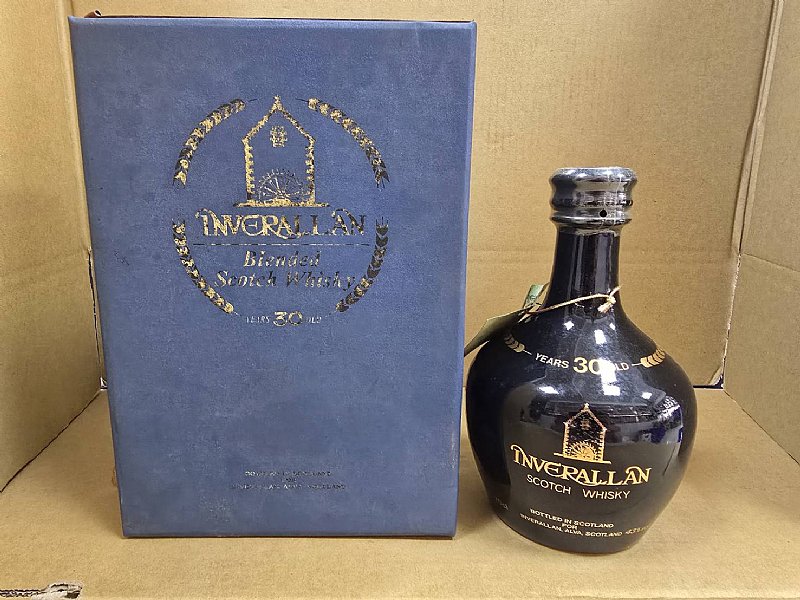 INVERALLAN
Blended
Scotch Whisky
YEARS 30 OLD
YEARS 30 OLD
INVERALLAN
SCOTCH WHISKY
BOTTLED IN SCOTLAND
FOR
INVERALLAN, ALVA, SCOTLAND 43%